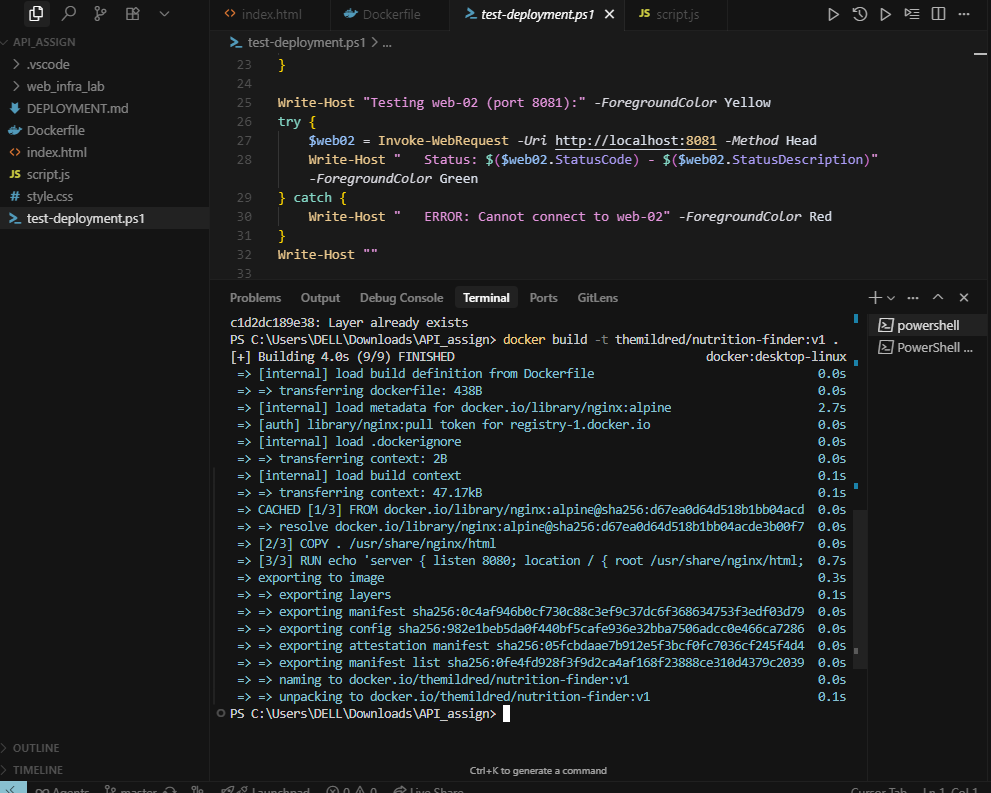 index.html
Dockerfile
test-deployment.ps1
JS script.js
API_ASSIGN
.vscode
web_infra_lab
DEPLOYMENT.md
Dockerfile
index.html
JS script.js
# style.css
test-deployment.ps1
OUTLINE
TIMELINE
test-deployment.ps1 > ...
23 }
24
25 Write-Host "Testing web-02 (port 8081):" -ForegroundColor Yellow
26 try {
27 $web02 = Invoke-WebRequest -Uri http://localhost:8081 -Method Head
28 Write-Host "   Status: $($web02.StatusCode) - $($web02.StatusDescription)"
-ForegroundColor Green
29 } catch {
30 Write-Host "   ERROR: Cannot connect to web-02" -ForegroundColor Red
31 }
32 Write-Host ""
33
Problems Output Debug Console Terminal Ports GitLens
powershell
PowerShell ...
c1d2dc189e38: Layer already exists
PS C:\Users\DELL\Downloads\API_assign> docker build -t themildred/nutrition-finder:v1 .
[+] Building 4.0s (9/9) FINISHED docker:desktop-linux
=> [internal] load build definition from Dockerfile 0.0s
=> => transferring dockerfile: 438B 0.0s
=> [internal] load metadata for docker.io/library/nginx:alpine 2.7s
=> [auth] library/nginx:pull token for registry-1.docker.io 0.0s
=> [internal] load .dockerignore 0.0s
=> => transferring context: 2B 0.0s
=> [internal] load build context 0.1s
=> => transferring context: 47.17kB 0.1s
=> CACHED [1/3] FROM docker.io/library/nginx:alpine@sha256:d67ea0d64d518b1bb04acd 0.0s
=> => resolve docker.io/library/nginx:alpine@sha256:d67ea0d64d518b1bb04acde3b00f7 0.0s
=> [2/3] COPY . /usr/share/nginx/html 0.0s
=> [3/3] RUN echo 'server { listen 8080; location / { root /usr/share/nginx/html; 0.7s
=> exporting to image 0.3s
=> => exporting layers 0.1s
=> => exporting manifest sha256:0c4af946b0cf730c88c3ef9c37dc6f368634753f3edf03d79 0.0s
=> => exporting config sha256:982e1beb5da0f440bf5cafe936e32bba7506adcc0e466ca7286 0.0s
=> => exporting attestation manifest sha256:05fcbdaae7b912e5f3bcf0fc7036cf245f4d4 0.0s
=> => exporting manifest list sha256:0fe4fd928f3f9d2ca4af168f23888ce310d4379c2039 0.0s
=> => naming to docker.io/themildred/nutrition-finder:v1 0.0s
=> => unpacking to docker.io/themildred/nutrition-finder:v1 0.1s
PS C:\Users\DELL\Downloads\API_assign>
Ctrl+K to generate a command
Agents master Launchpad 0 0 Live Share Cursor Tab Ln 1, Col 1